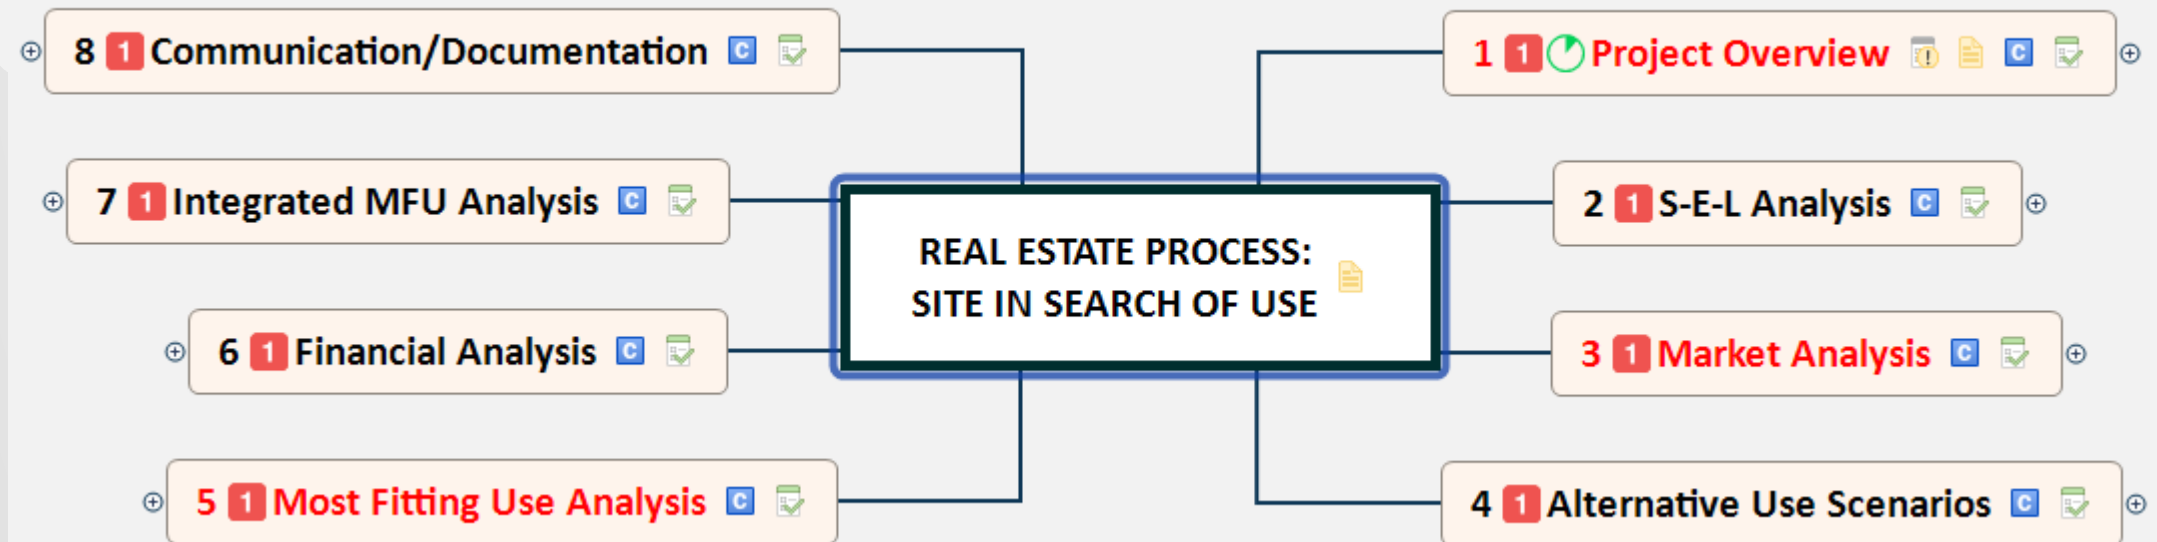 8 1 Communication/Documentation C
1 1 Project Overview ! C
7 1 Integrated MFU Analysis C
2 1 S-E-L Analysis C
REAL ESTATE PROCESS:
SITE IN SEARCH OF USE
6 1 Financial Analysis C
3 1 Market Analysis C
5 1 Most Fitting Use Analysis C
4 1 Alternative Use Scenarios C